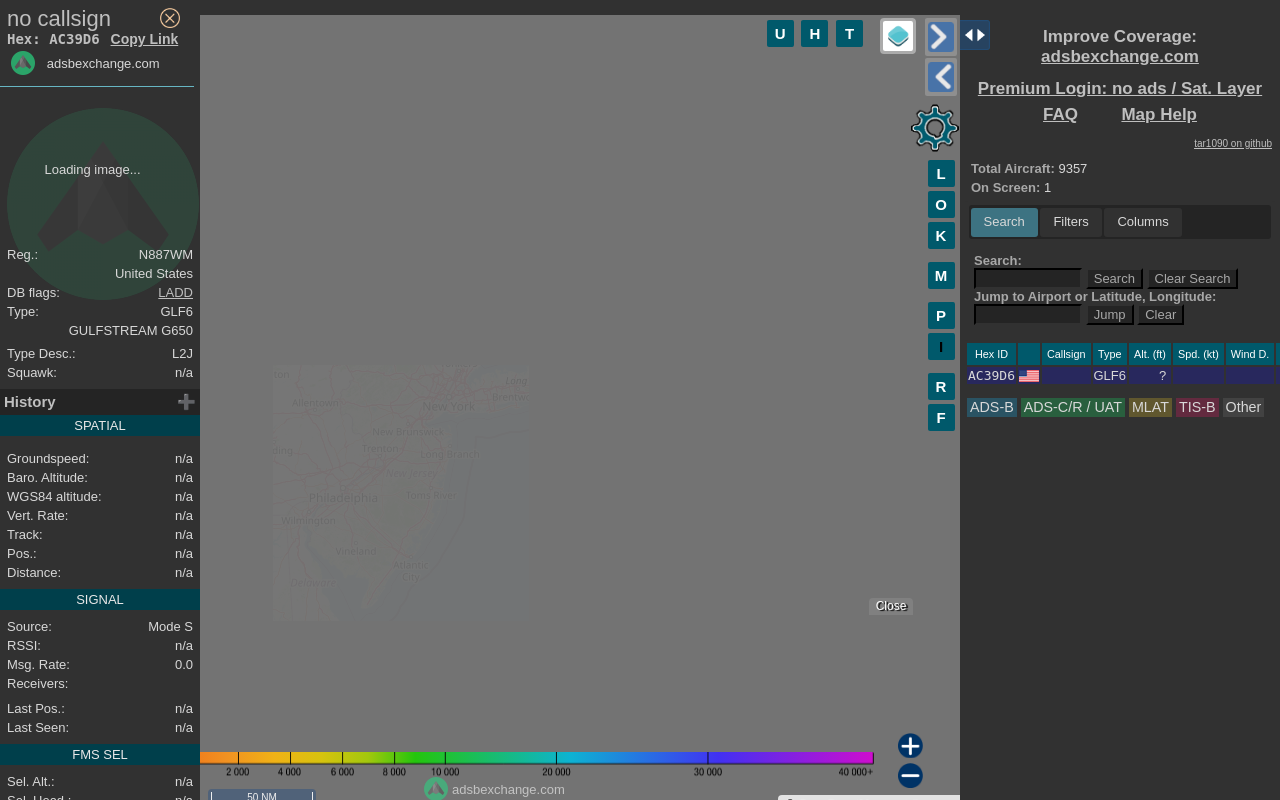 no callsign
Hex: AC39D6 Copy Link
adsbexchange.com
Loading image...
Reg.: N887WM
United States
DB flags: LADD
Type: GLF6
GULFSTREAM G650
Type Desc.: L2J
Squawk: n/a
History
SPATIAL
Groundspeed: n/a
Baro. Altitude: n/a
WGS84 altitude: n/a
Vert. Rate: n/a
Track: n/a
Pos.: n/a
Distance: n/a
SIGNAL
Source: Mode S
RSSI: n/a
Msg. Rate: 0.0
Receivers:
Last Pos.: n/a
Last Seen: n/a
FMS SEL
Sel. Alt.: n/a
U H T
L
O
K
M
P
I
R
F
Allentown
New York
New Brunswick
Trenton
Long Branch
New Jersey
Philadelphia
Toms River
Wilmington
Vineland
Atlantic
City
Delaware
Close
2 000 4 000 6 000 8 000 10 000 20 000 30 000 40 000+
adsbexchange.com
50 NM
Improve Coverage:
adsbexchange.com
Premium Login: no ads / Sat. Layer
FAQ Map Help
tar1090 on github
Total Aircraft: 9357
On Screen: 1
Search Filters Columns
Search:
Search Clear Search
Jump to Airport or Latitude, Longitude:
Jump Clear
Hex ID Callsign Type Alt. (ft) Spd. (kt) Wind D.
AC39D6 GLF6 ?
ADS-B ADS-C/R / UAT MLAT TIS-B Other